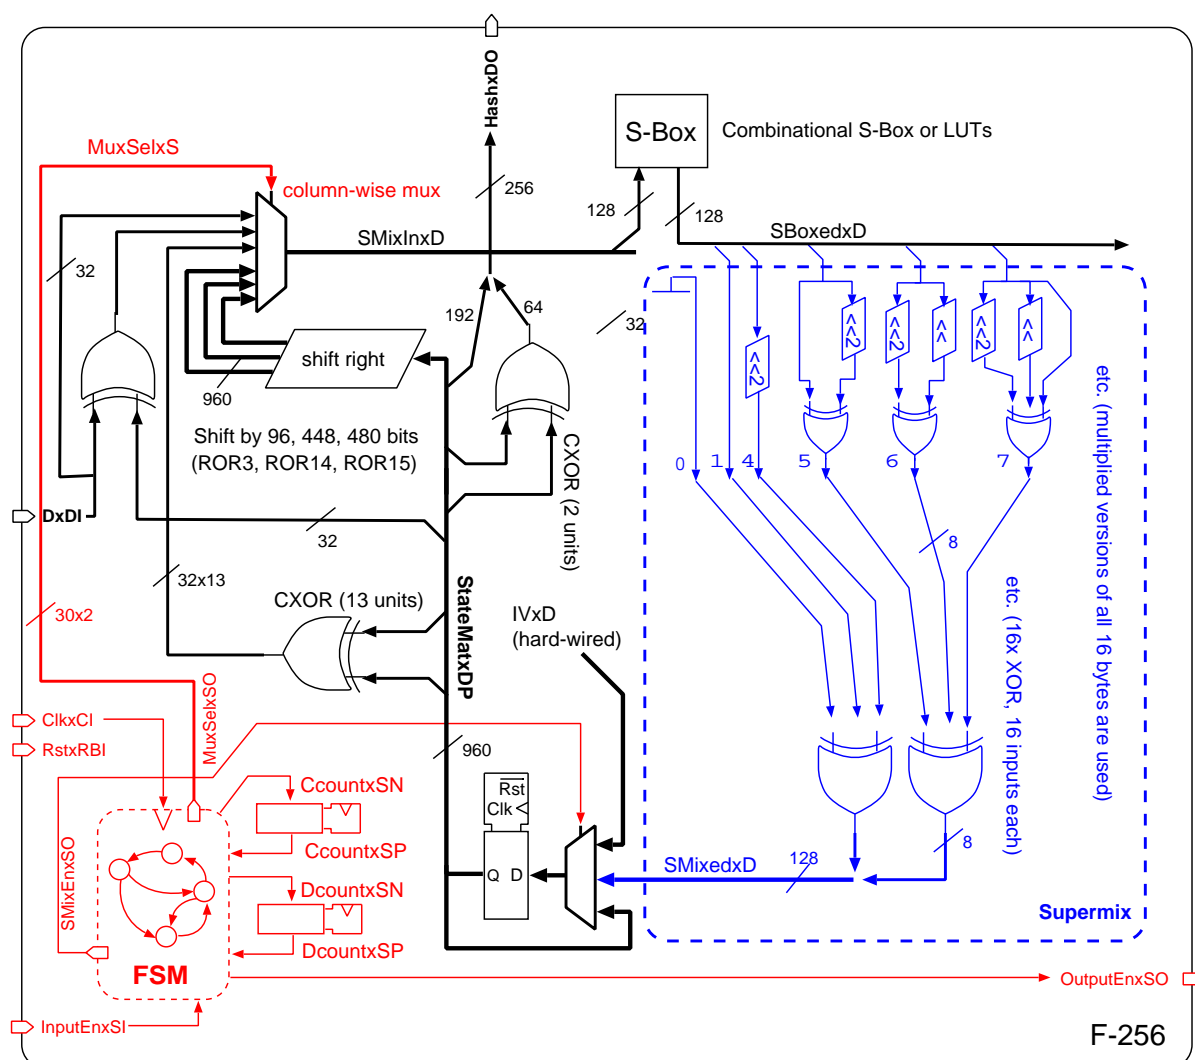 HashxDO
S-Box
Combinational S-Box or LUTs
MuxSelxS
column-wise mux
256
128
128
SMixInxD
SBoxedxD
32
192
64
32
shift right
960
<<2
<<2
<<2
<<
<<2
<<
Shift by 96, 448, 480 bits
(ROR3, ROR14, ROR15)
CXOR (2 units)
etc. (multiplied versions of all 16 bytes are used)
0
1
4
5
6
7
DxDI
32
8
32x13
CXOR (13 units)
StateMatxDP
IVxD
(hard-wired)
etc. (16x XOR, 16 inputs each)
30x2
MuxSelxSO
ClkxCI
RstxRBI
960
CcountxSN
Rst
Clk
CcountxSP
SMixEnxSO
Q
D
SMixedxD
128
8
DcountxSN
DcountxSP
Supermix
FSM
OutputEnxSO
InputEnxSI
F-256